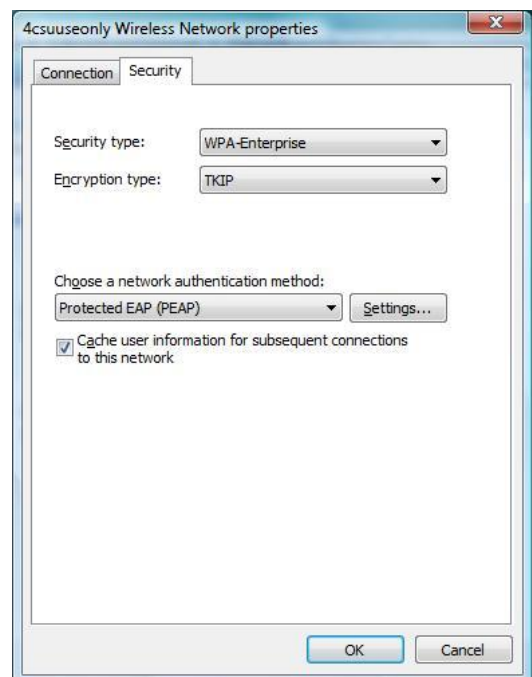 4csuuseonly Wireless Network properties
Connection
Security
Security type:
WPA-Enterprise
Encryption type:
TKIP
Choose a network authentication method:
Protected EAP (PEAP)
Settings...
Cache user information for subsequent connections
to this network
OK
Cancel